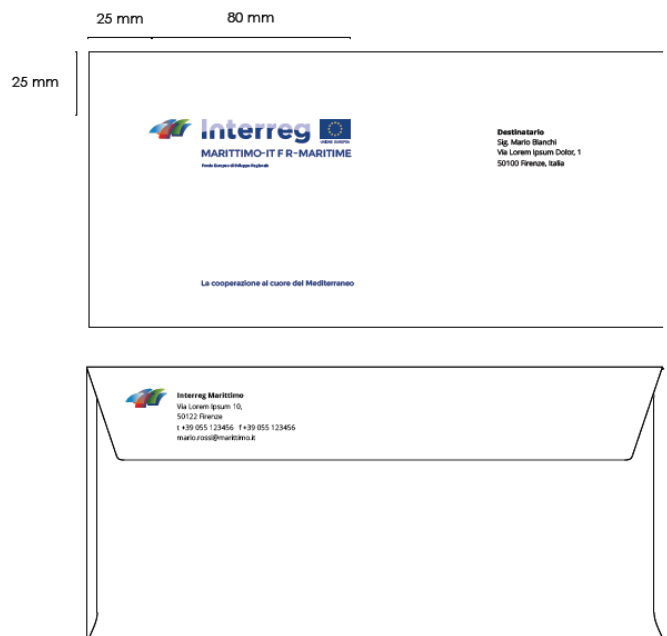 25 mm
80 mm
25 mm
Interreg
UNIONE EUROPEA
MARITTIMO-IT FR-MARITIME
Fondo Europeo di Sviluppo Regionale
Destinatario
Sig. Mario Bianchi
Via Lorem Ipsum Dolor, 1
50100 Firenze, Italia
La cooperazione al cuore del Mediterraneo
Interreg Marittimo
Via Lorem Ipsum 10,
50122 Firenze
t +39 055 123456 f +39 055 123456
mario.rossi@marittimo.it